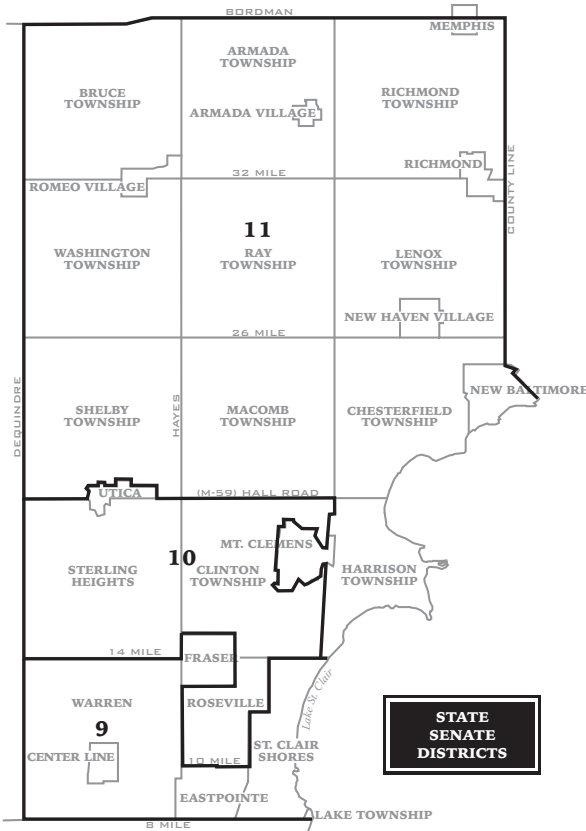 BORDMAN
MEMPHIS
ARMADA
TOWNSHIP
BRUCE
TOWNSHIP
RICHMOND
TOWNSHIP
ARMADA VILLAGE
COUNTY LINE
RICHMOND
32 MILE
ROMEO VILLAGE
11
WASHINGTON
TOWNSHIP
RAY
TOWNSHIP
LENOX
TOWNSHIP
NEW HAVEN VILLAGE
26 MILE
NEW BALTIMORE
DEQUINDRE
HAYES
SHELBY
TOWNSHIP
MACOMB
TOWNSHIP
CHESTERFIELD
TOWNSHIP
UTICA
(M-59) HALL ROAD
MT. CLEMENS
10
STERLING
HEIGHTS
CLINTON
TOWNSHIP
HARRISON
TOWNSHIP
14 MILE
FRASER
Lake St. Clair
WARREN
ROSEVILLE
9
CENTER LINE
10 MILE
ST. CLAIR
SHORES
STATE
SENATE
DISTRICTS
EASTPOINTE
LAKE TOWNSHIP
8 MILE